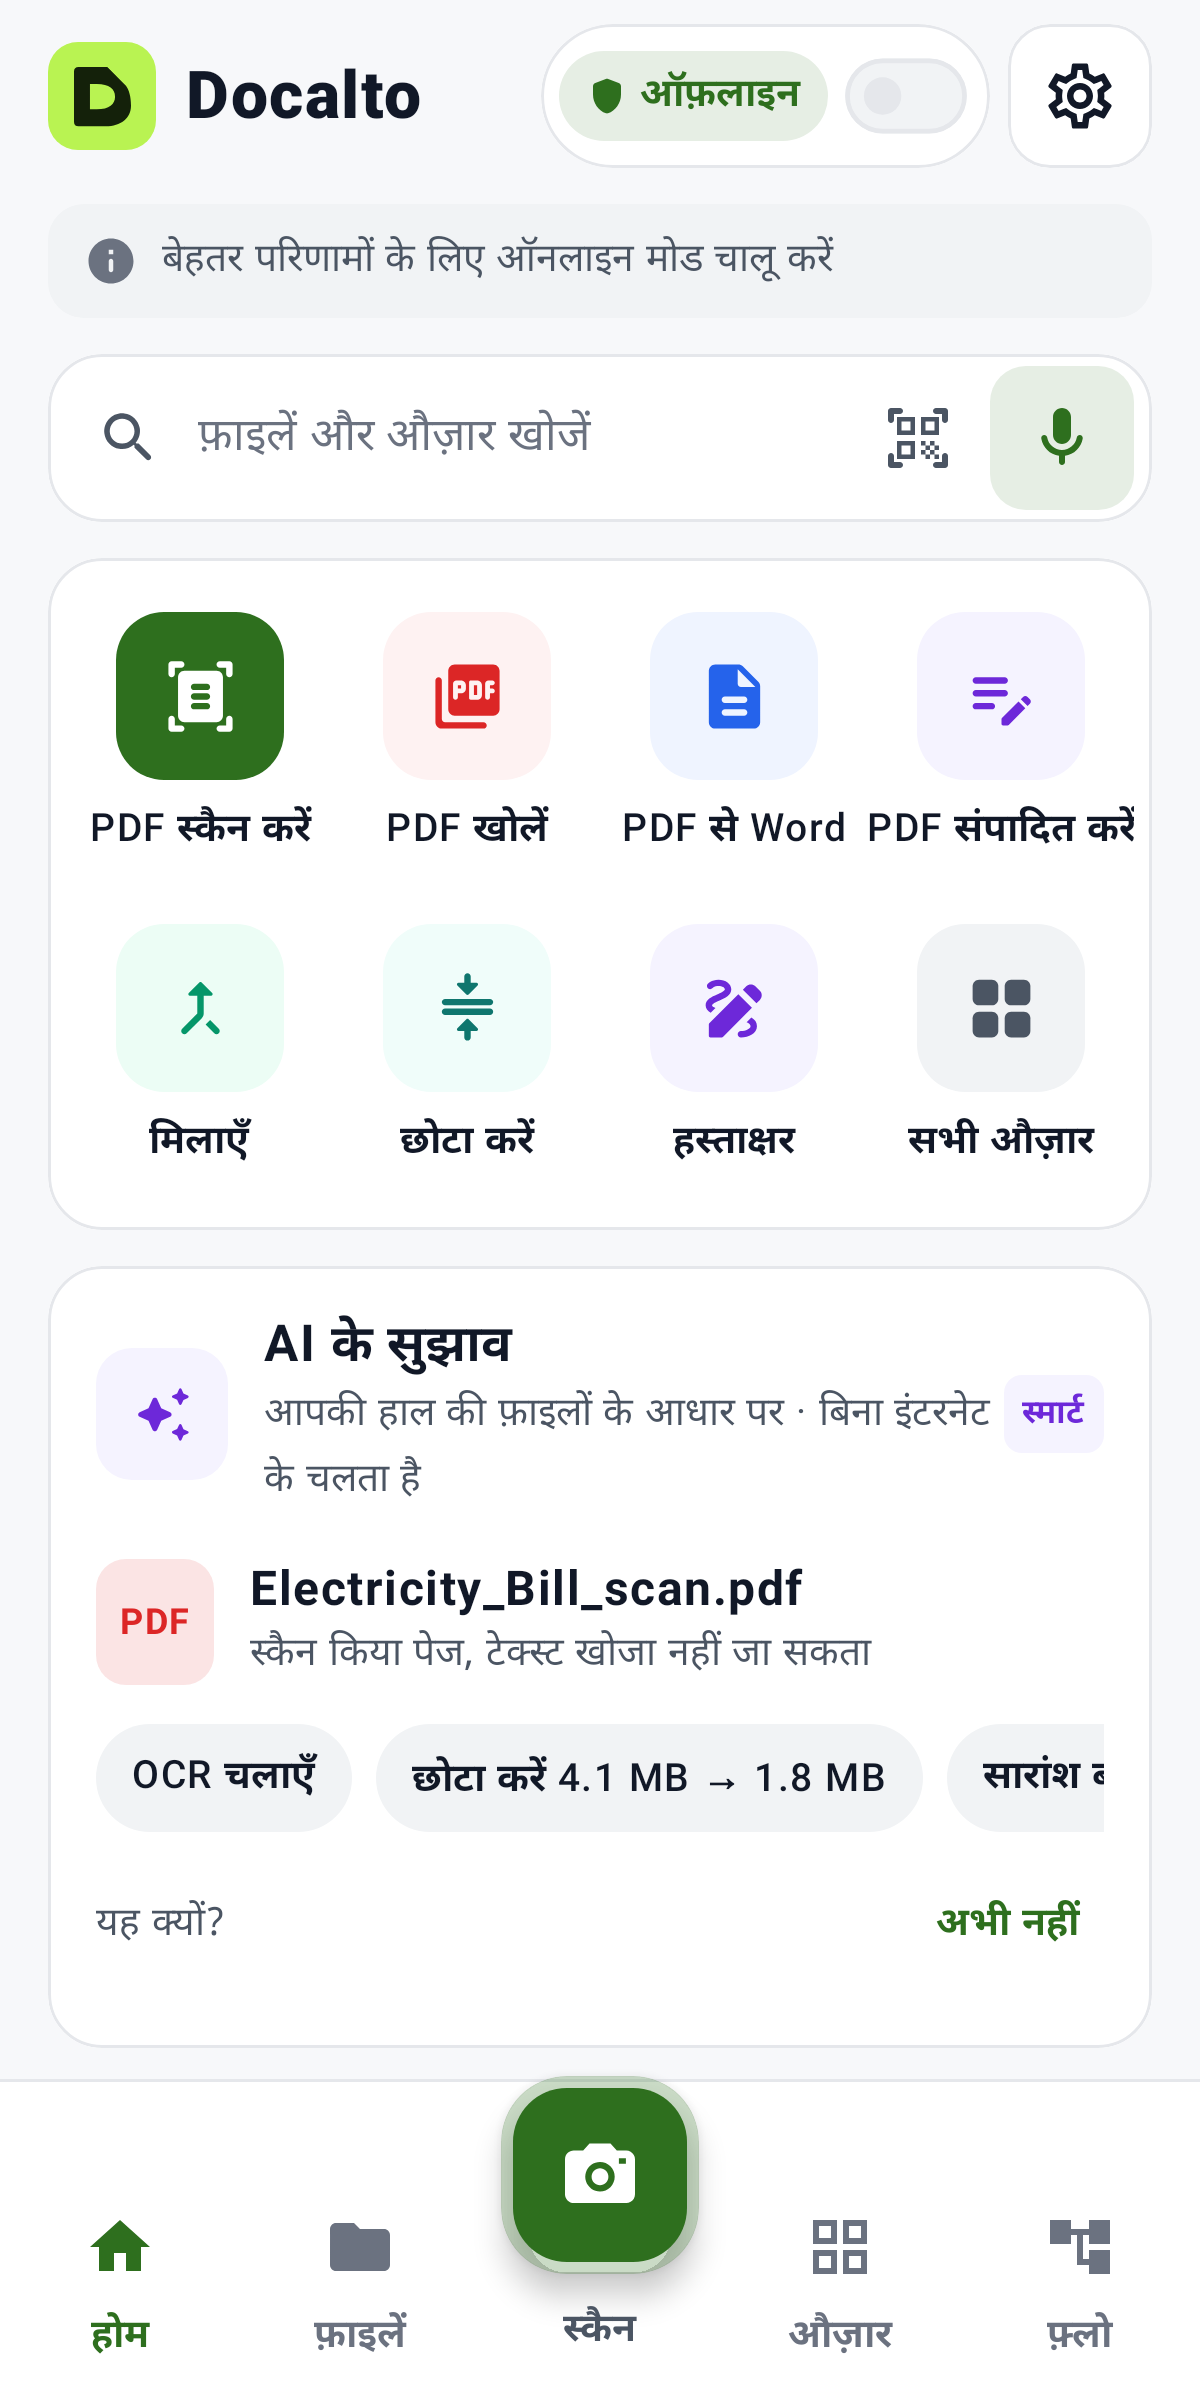 Docalto
ऑफ़लाइन
बेहतर परिणामों के लिए ऑनलाइन मोड चालू करें
फ़ाइलें और औज़ार खोजें
PDF
PDF स्कैन करें
PDF खोलें
PDF से Word
PDF संपादित करें
मिलाएँ
छोटा करें
हस्ताक्षर
सभी औज़ार
AI के सुझाव
आपकी हाल की फ़ाइलों के आधार पर · बिना इंटरनेट
के चलता है
स्मार्ट
PDF
Electricity_Bill_scan.pdf
स्कैन किया पेज, टेक्स्ट खोजा नहीं जा सकता
OCR चलाएँ
छोटा करें 4.1 MB → 1.8 MB
सारांश
यह क्यों?
अभी नहीं
होम
फ़ाइलें
स्कैन
औज़ार
फ़्लो